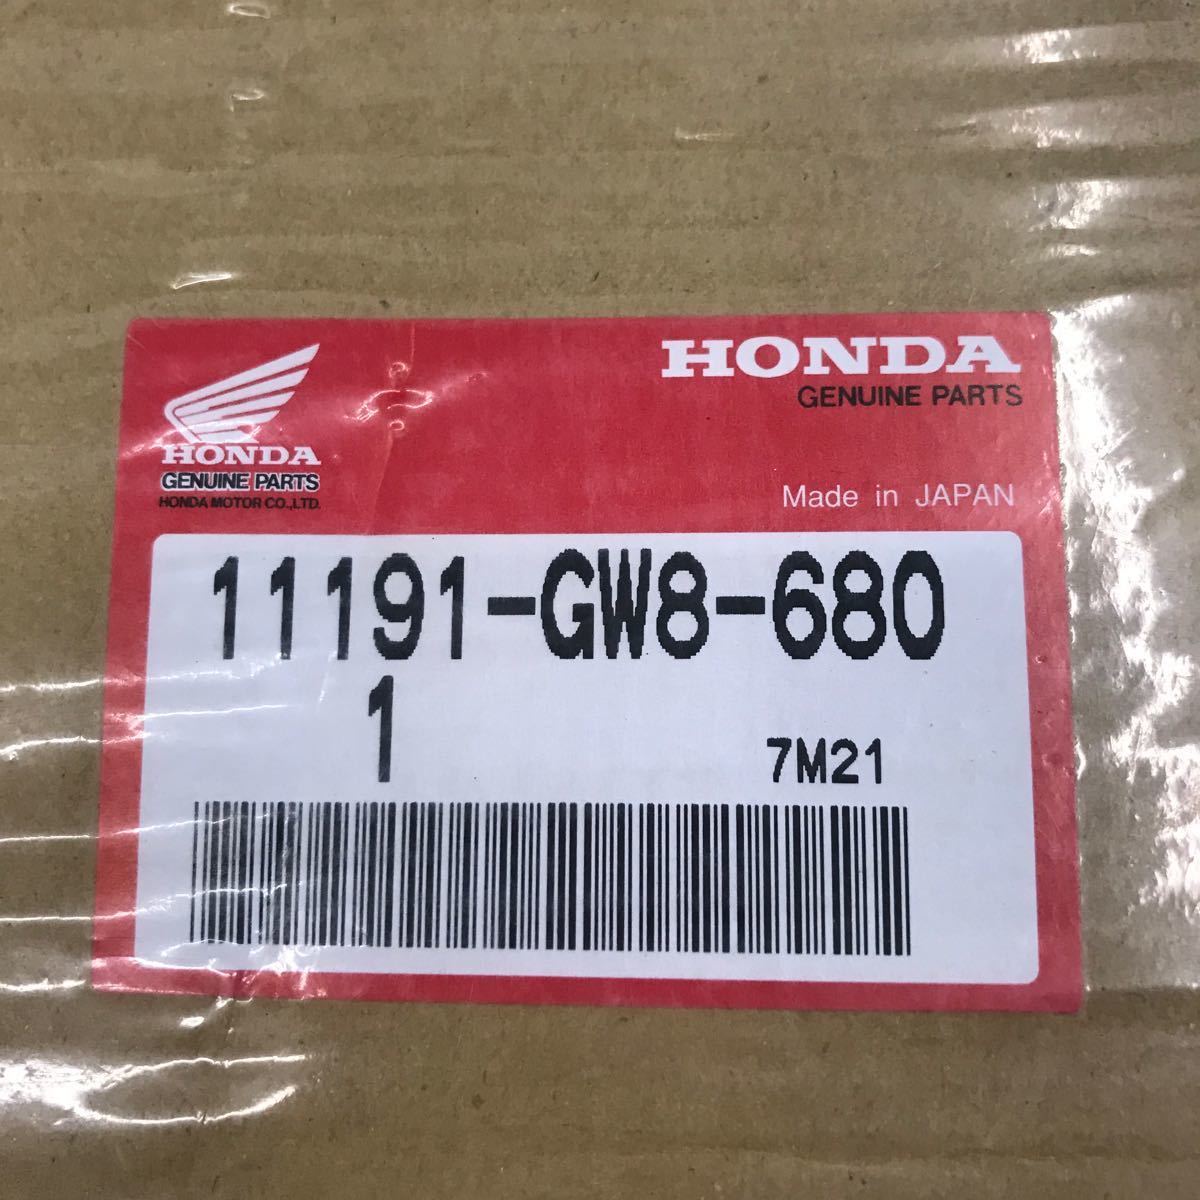 HONDA
GENUINE PARTS
HONDA MOTOR CO.,LTD.
HONDA
GENUINE PARTS
Made in JAPAN
11191-GW8-680
1
7M21